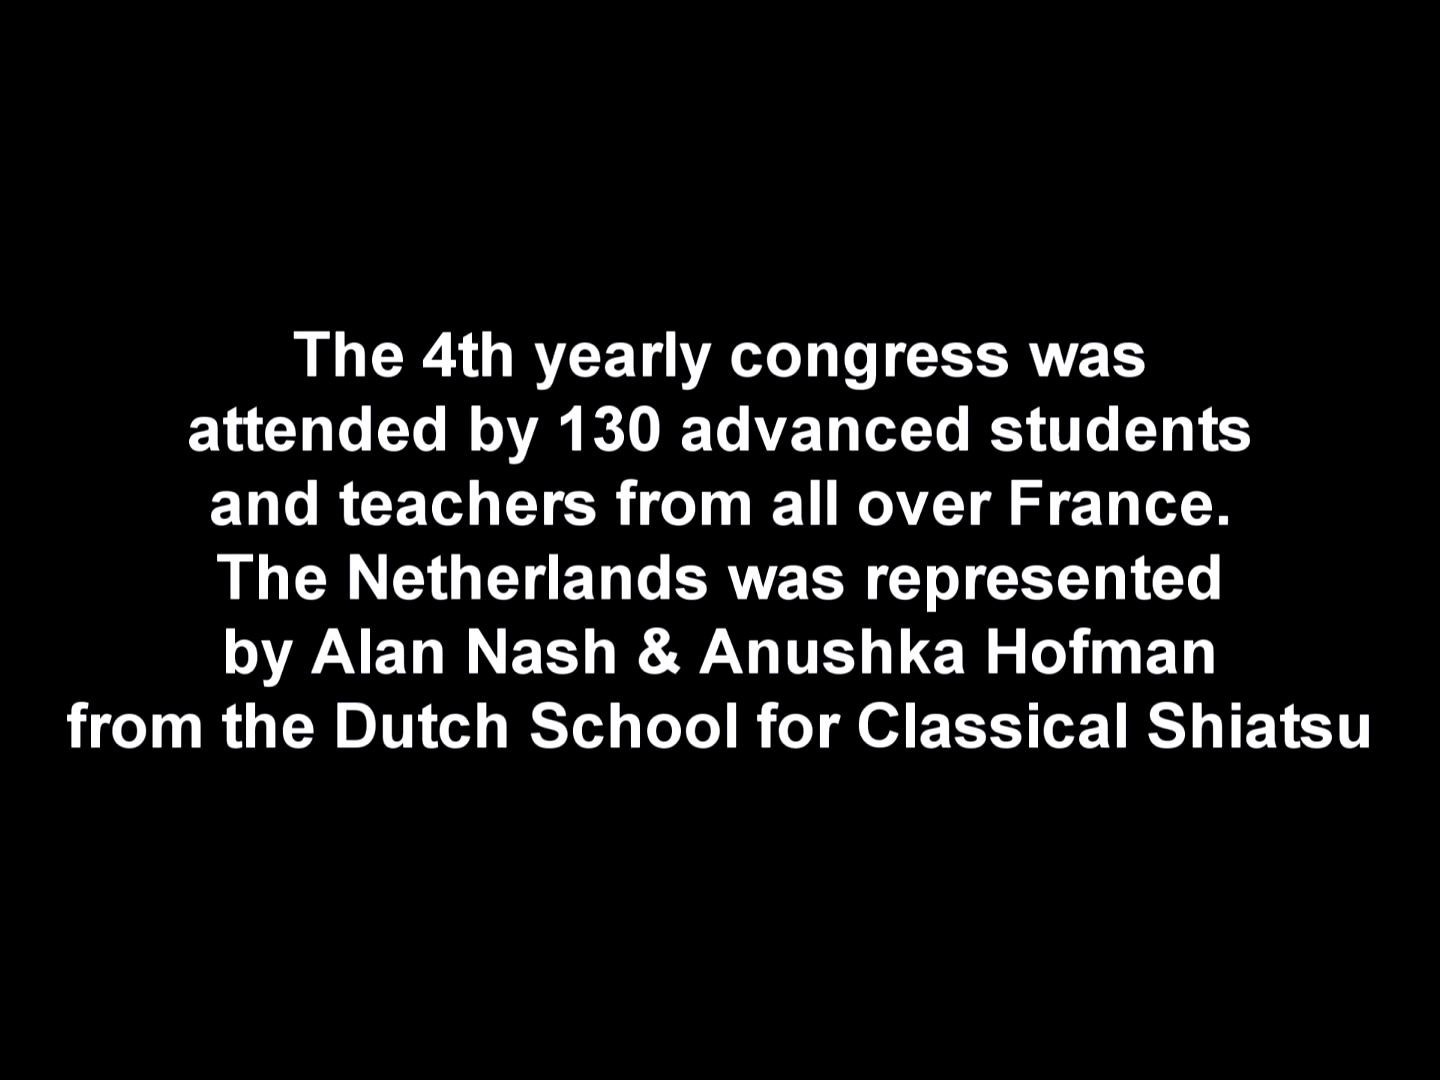 The 4th yearly congress was
attended by 130 advanced students
and teachers from all over France.
The Netherlands was represented
by Alan Nash & Anushka Hofman
from the Dutch School for Classical Shiatsu